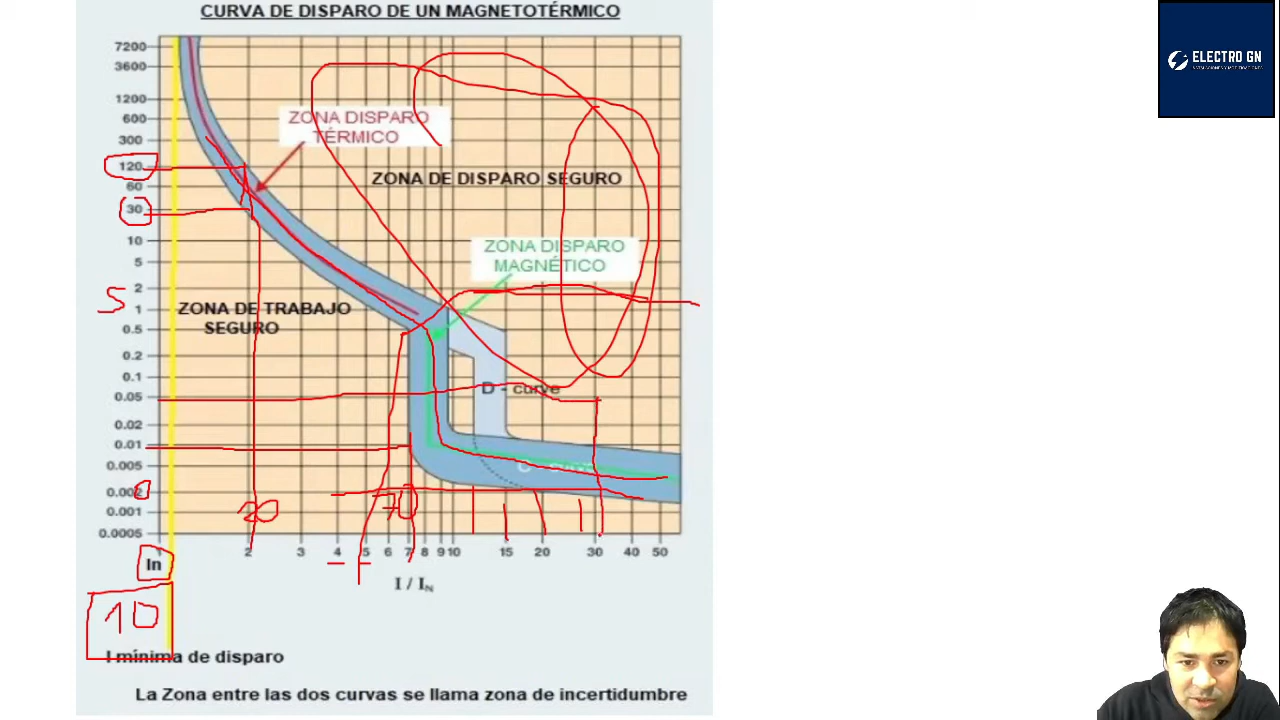 CURVA DE DISPARO DE UN MAGNETOTÉRMICO
ELECTRO GN
7200
3600
1200
600
300
120
60
30
10
5
2
1
0.5
0.2
0.1
0.05
0.02
0.01
0.005
0.002
0.001
0.0005
ZONA DISPARO
TÉRMICO
ZONA DE DISPARO SEGURO
ZONA DISPARO
MAGNÉTICO
S
ZONA DE TRABAJO
SEGURO
D - curve
C - curve
20
70
1 2 3 4 5 6 7 8 9 10 15 20 30 40 50
In
I / IN
10
I mínima de disparo
La Zona entre las dos curvas se llama zona de incertidumbre